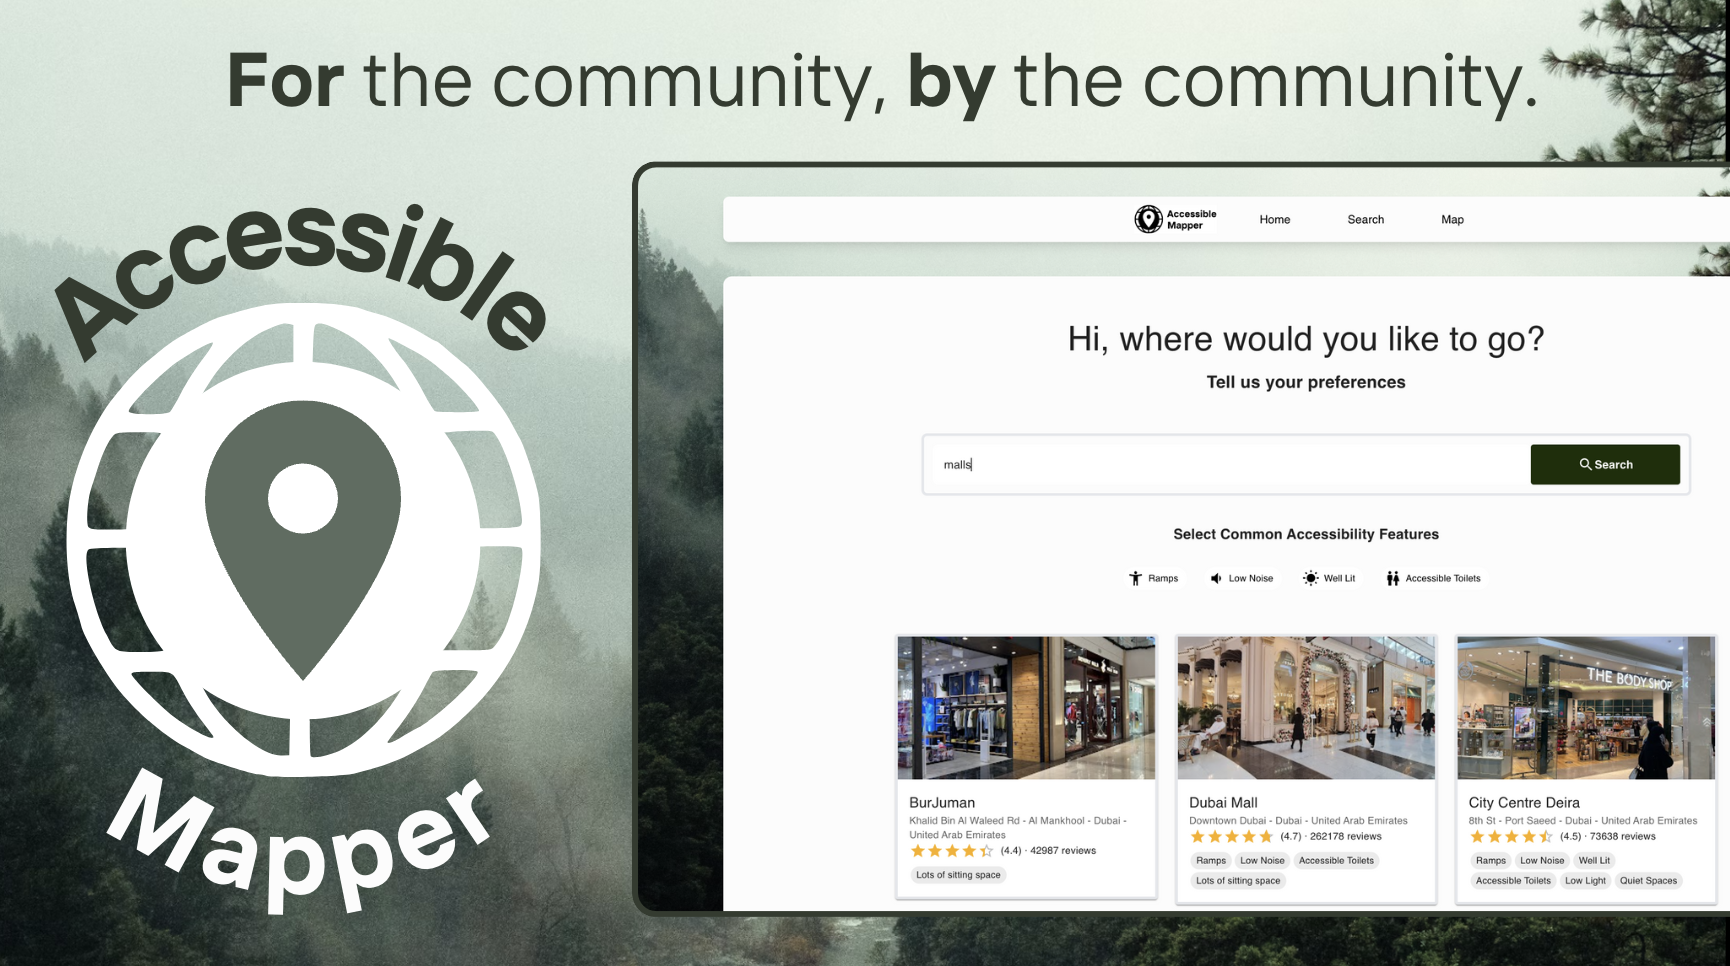 For the community, by the community.
Accessible
Mapper
Accessible
Mapper
Home
Search
Map
Hi, where would you like to go?
Tell us your preferences
malls
Search
Select Common Accessibility Features
Ramps
Low Noise
Well Lit
Accessible Toilets
BurJuman
Khalid Bin Al Waleed Rd - Al Mankhool - Dubai -
United Arab Emirates
(4.4) · 42987 reviews
Lots of sitting space
THE BODY SHOP
Dubai Mall
Downtown Dubai - Dubai - United Arab Emirates
(4.7) · 262178 reviews
Ramps Low Noise Accessible Toilets
Lots of sitting space
City Centre Deira
8th St - Port Saeed - Dubai - United Arab Emirates
(4.5) · 73638 reviews
Ramps Low Noise Well Lit
Accessible Toilets Low Light Quiet Spaces